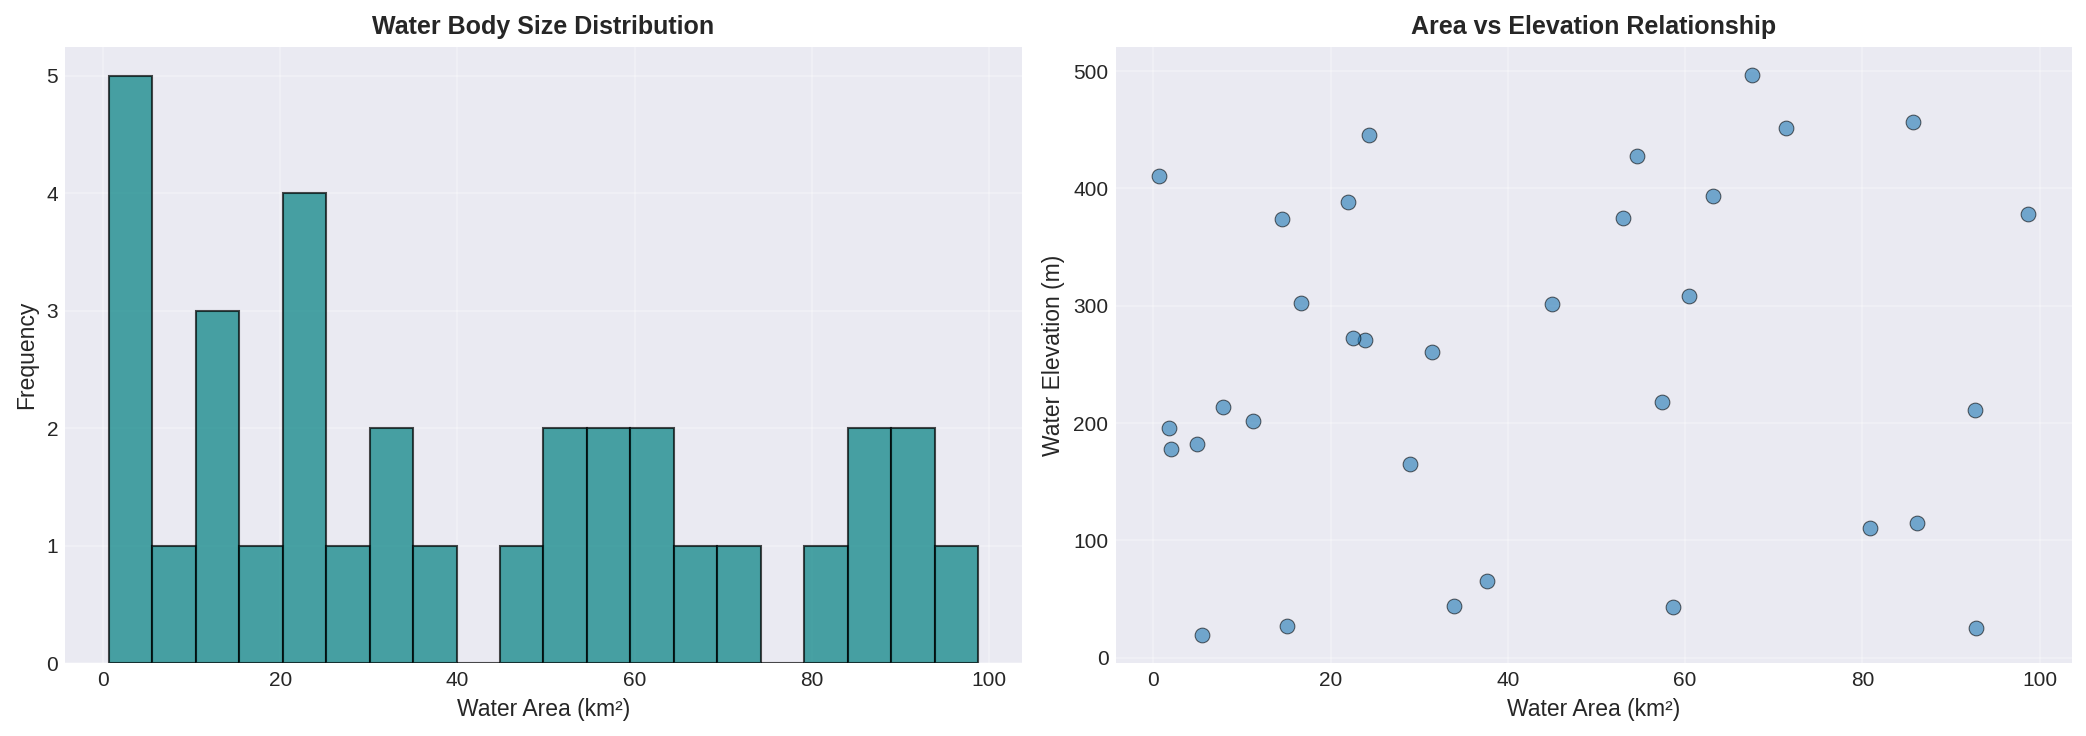 Water Body Size Distribution
5
4
3
2
1
0
Frequency
0 20 40 60 80 100
Water Area (km²)
Area vs Elevation Relationship
500
400
300
200
100
0
Water Elevation (m)
0 20 40 60 80 100
Water Area (km²)